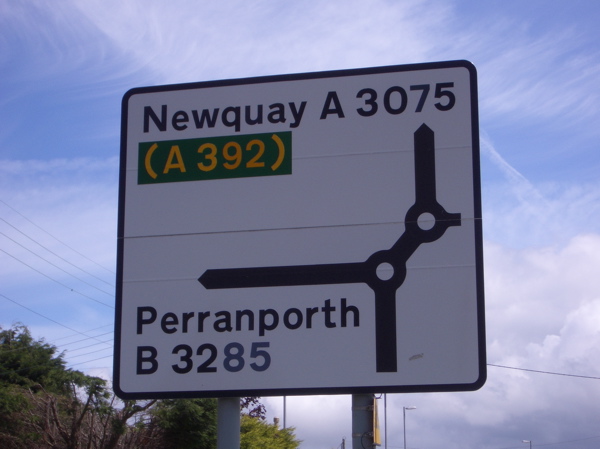 Newquay A 3075
(A 392)
Perranporth
B 3285